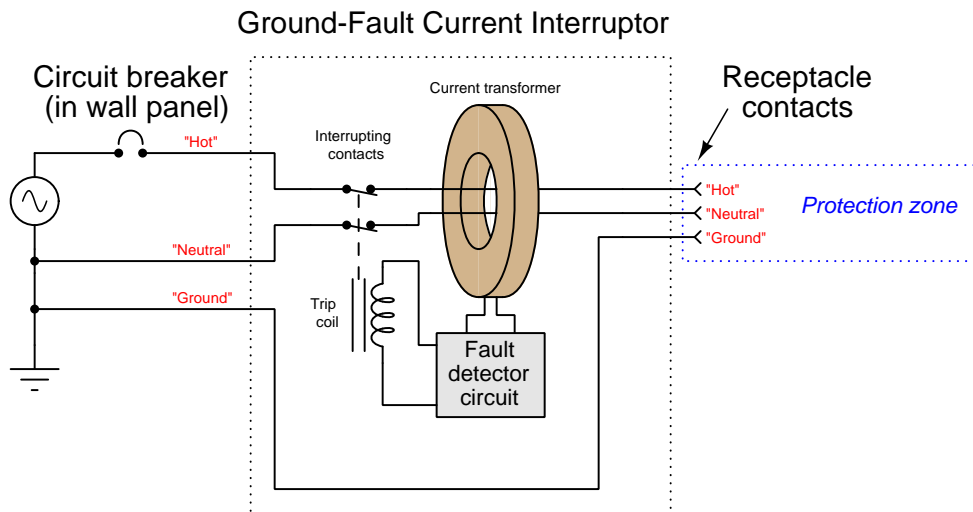 Ground-Fault Current Interruptor
Circuit breaker
(in wall panel)
Current transformer
Receptacle
contacts
"Hot"
Interrupting
contacts
"Hot"
"Neutral"
"Ground"
Protection zone
"Neutral"
"Ground"
Trip
coil
Fault
detector
circuit